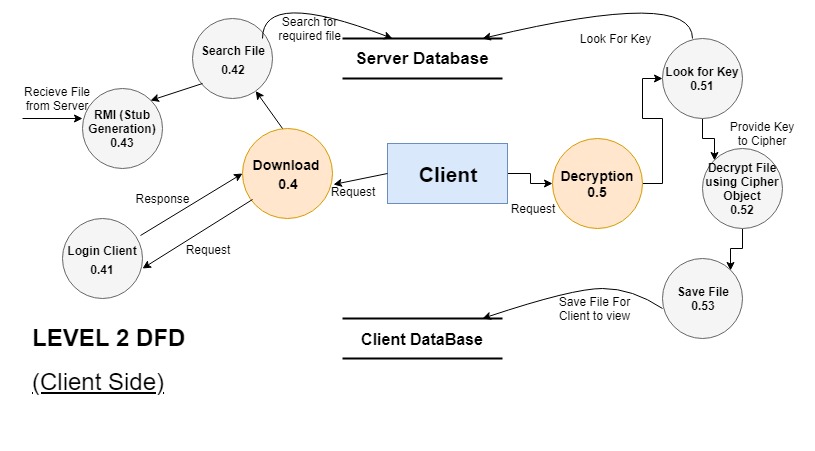 Search for
required file
Server Database
Look For Key
Search File
0.42
Look for Key
0.51
Recieve File
from Server
RMI (Stub
Generation)
0.43
Provide Key
to Cipher
Download
0.4
Client
Decryption
0.5
Decrypt File
using Cipher
Object
0.52
Request
Request
Response
Request
Login Client
0.41
Save File
0.53
Save File For
Client to view
Client DataBase
LEVEL 2 DFD
(Client Side)